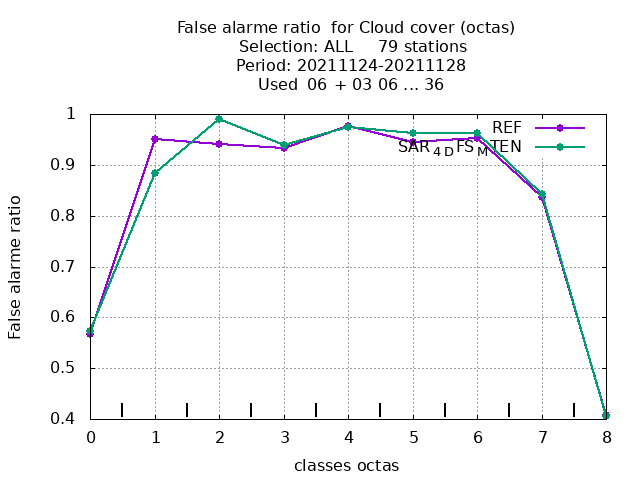 False alarme ratio  for Cloud cover (octas)
Selection: ALL     79 stations
Period: 20211124-20211128
Used  06  + 03 06 ... 36
REF
SAR_4_DFS_MTEN
False alarme ratio
1
0.9
0.8
0.7
0.6
0.5
0.4
0 1 2 3 4 5 6 7 8
classes octas